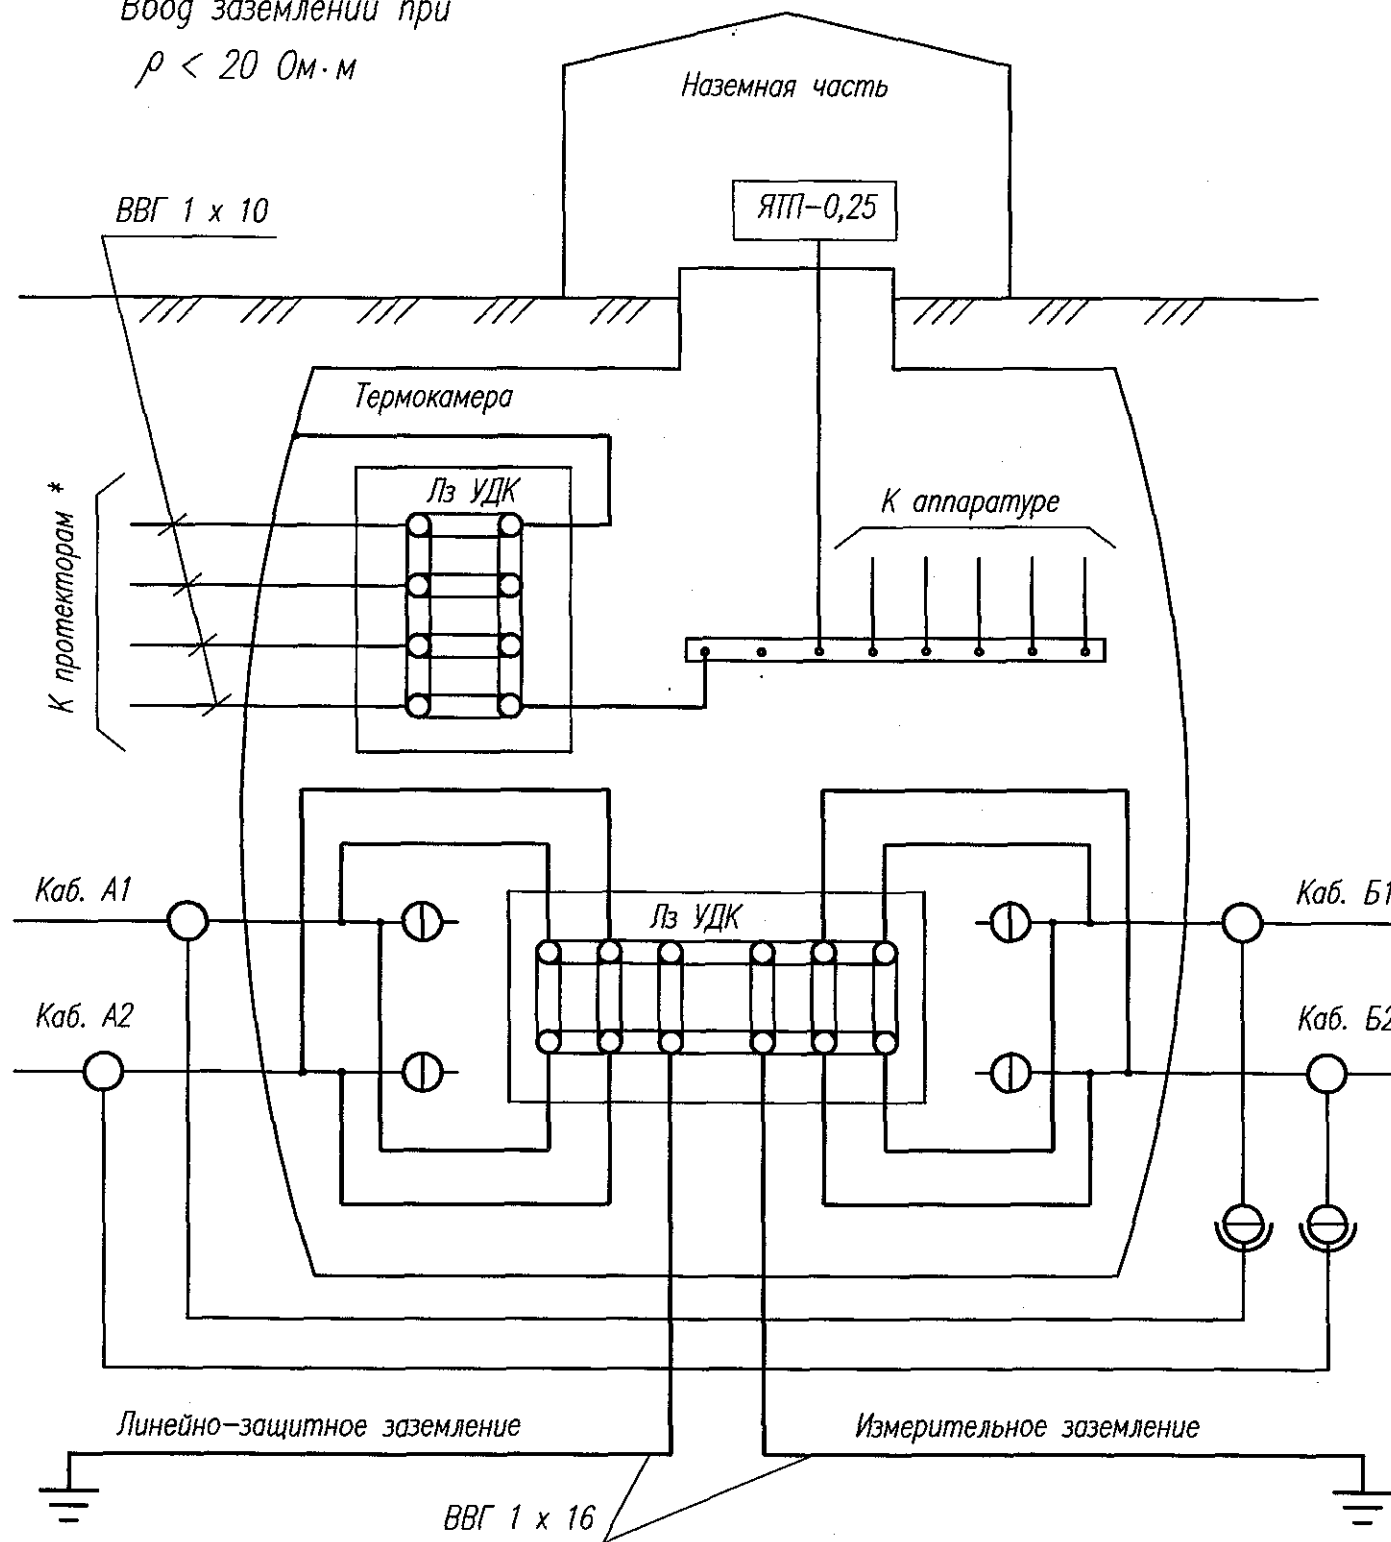 Ввод заземлений при
ρ < 20 Ом·м
Наземная часть
ВВГ 1 х 10
ЯТП-0,25
Термокамера
К протекторам *
Лз УДК
К аппаратуре
Каб. А1
Каб. Б1
Лз УДК
Каб. А2
Каб. Б2
Линейно-защитное заземление
Измерительное заземление
ВВГ 1 х 16